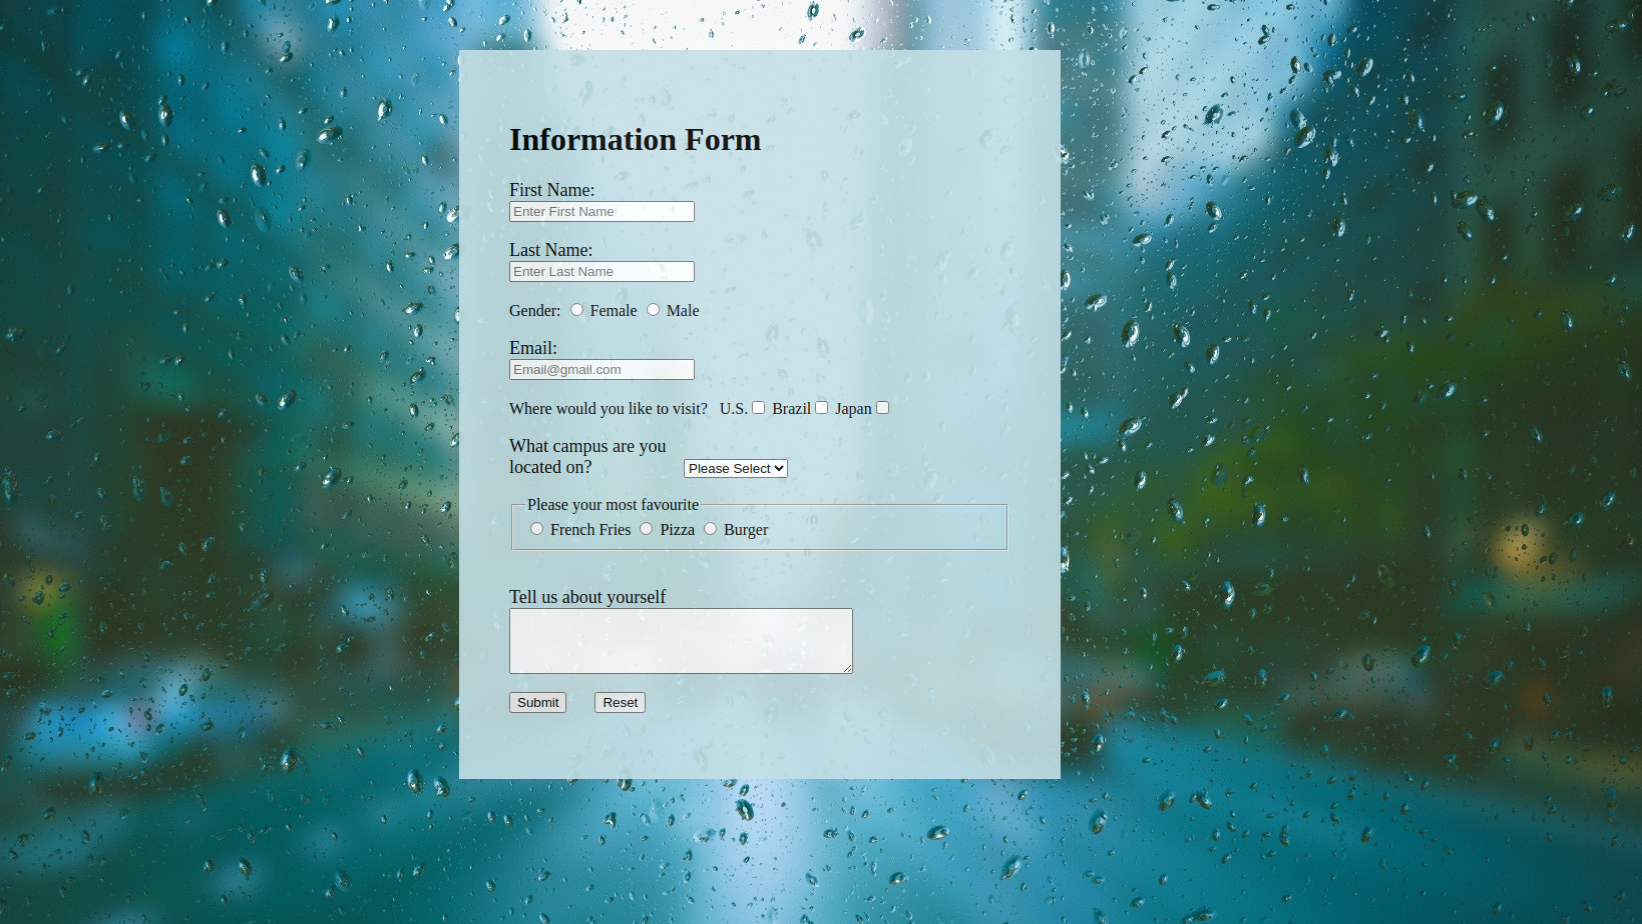 Information Form
First Name:
Enter First Name
Last Name:
Enter Last Name
Gender: Female Male
Email:
Email@gmail.com
Where would you like to visit? U.S. Brazil Japan
What campus are you
located on? Please Select
Please your most favourite
French Fries Pizza Burger
Tell us about yourself
Submit Reset